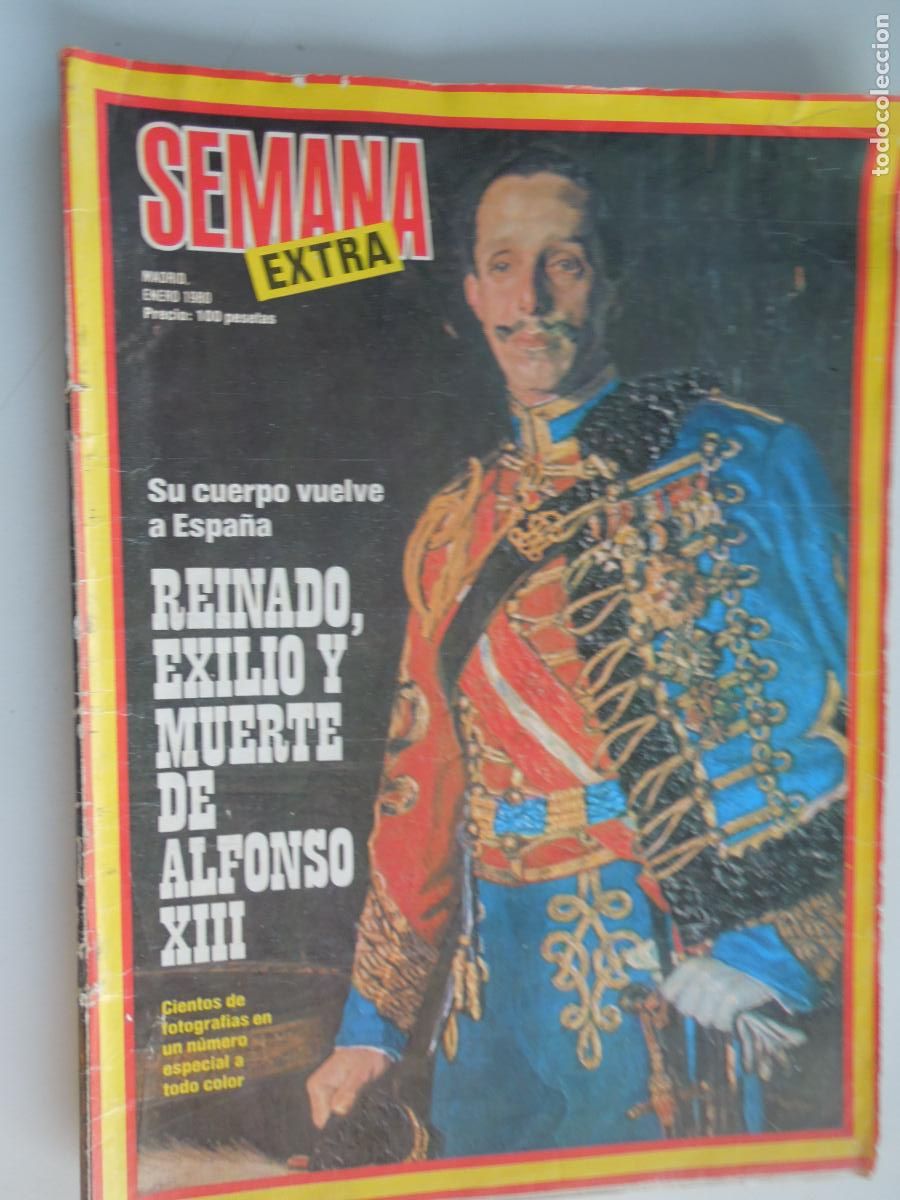 SEMANA
EXTRA
MADRID.
ENERO 1980
Precio: 100 pesetas
Su cuerpo vuelve
a España
REINADO,
EXILIO Y
MUERTE
DE
ALFONSO
XIII
Cientos de
fotografías en
un número
especial a
todo color
todocoleccion